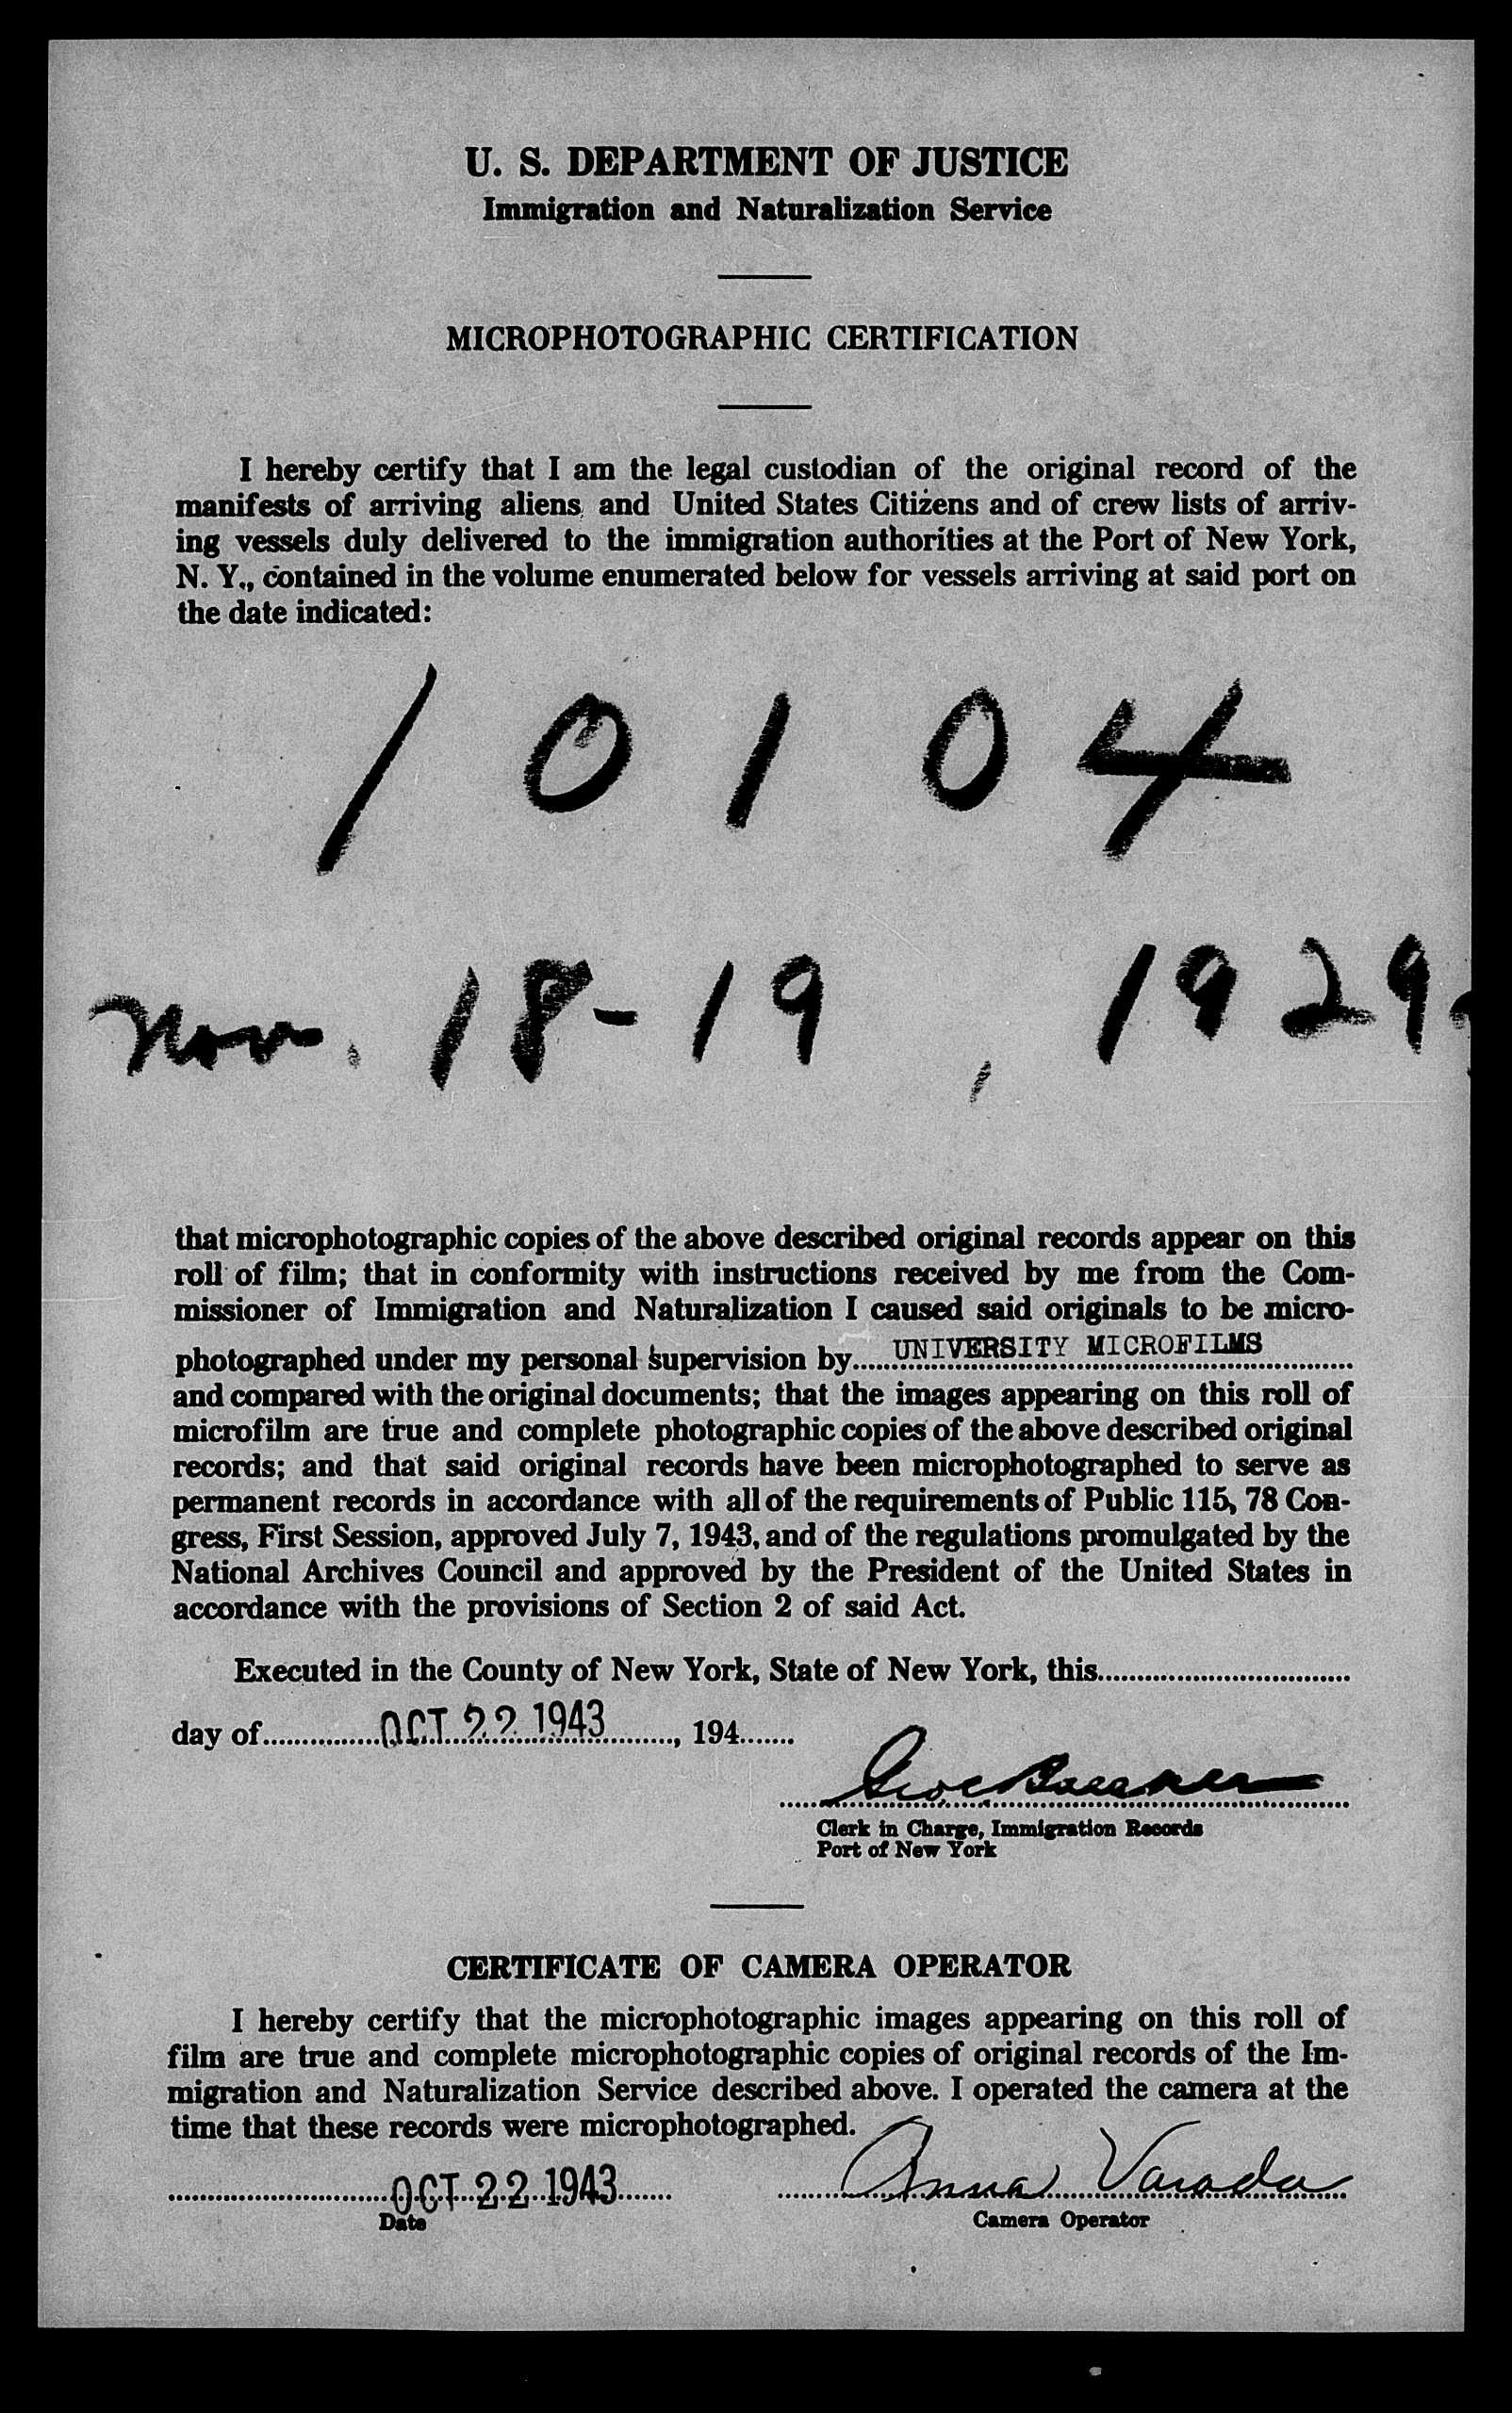 U. S. DEPARTMENT OF JUSTICE
Immigration and Naturalization Service
MICROPHOTOGRAPHIC CERTIFICATION
I hereby certify that I am the legal custodian of the original record of the
manifests of arriving aliens and United States Citizens and of crew lists of arriv-
ing vessels duly delivered to the immigration authorities at the Port of New York,
N. Y., contained in the volume enumerated below for vessels arriving at said port on
the date indicated:
10104
Nov. 18-19, 1929
that microphotographic copies of the above described original records appear on this
roll of film; that in conformity with instructions received by me from the Com-
missioner of Immigration and Naturalization I caused said originals to be micro-
photographed under my personal supervision by UNIVERSITY MICROFILMS
and compared with the original documents; that the images appearing on this roll of
microfilm are true and complete photographic copies of the above described original
records; and that said original records have been microphotographed to serve as
permanent records in accordance with all of the requirements of Public 115, 78 Con-
gress, First Session, approved July 7, 1943, and of the regulations promulgated by the
National Archives Council and approved by the President of the United States in
accordance with the provisions of Section 2 of said Act.
Executed in the County of New York, State of New York, this
day of OCT 22 1943, 194
Clerk in Charge, Immigration Records
Port of New York
CERTIFICATE OF CAMERA OPERATOR
I hereby certify that the microphotographic images appearing on this roll of
film are true and complete microphotographic copies of original records of the Im-
migration and Naturalization Service described above. I operated the camera at the
time that these records were microphotographed.
OCT 22 1943 Anna Varada
Date Camera Operator